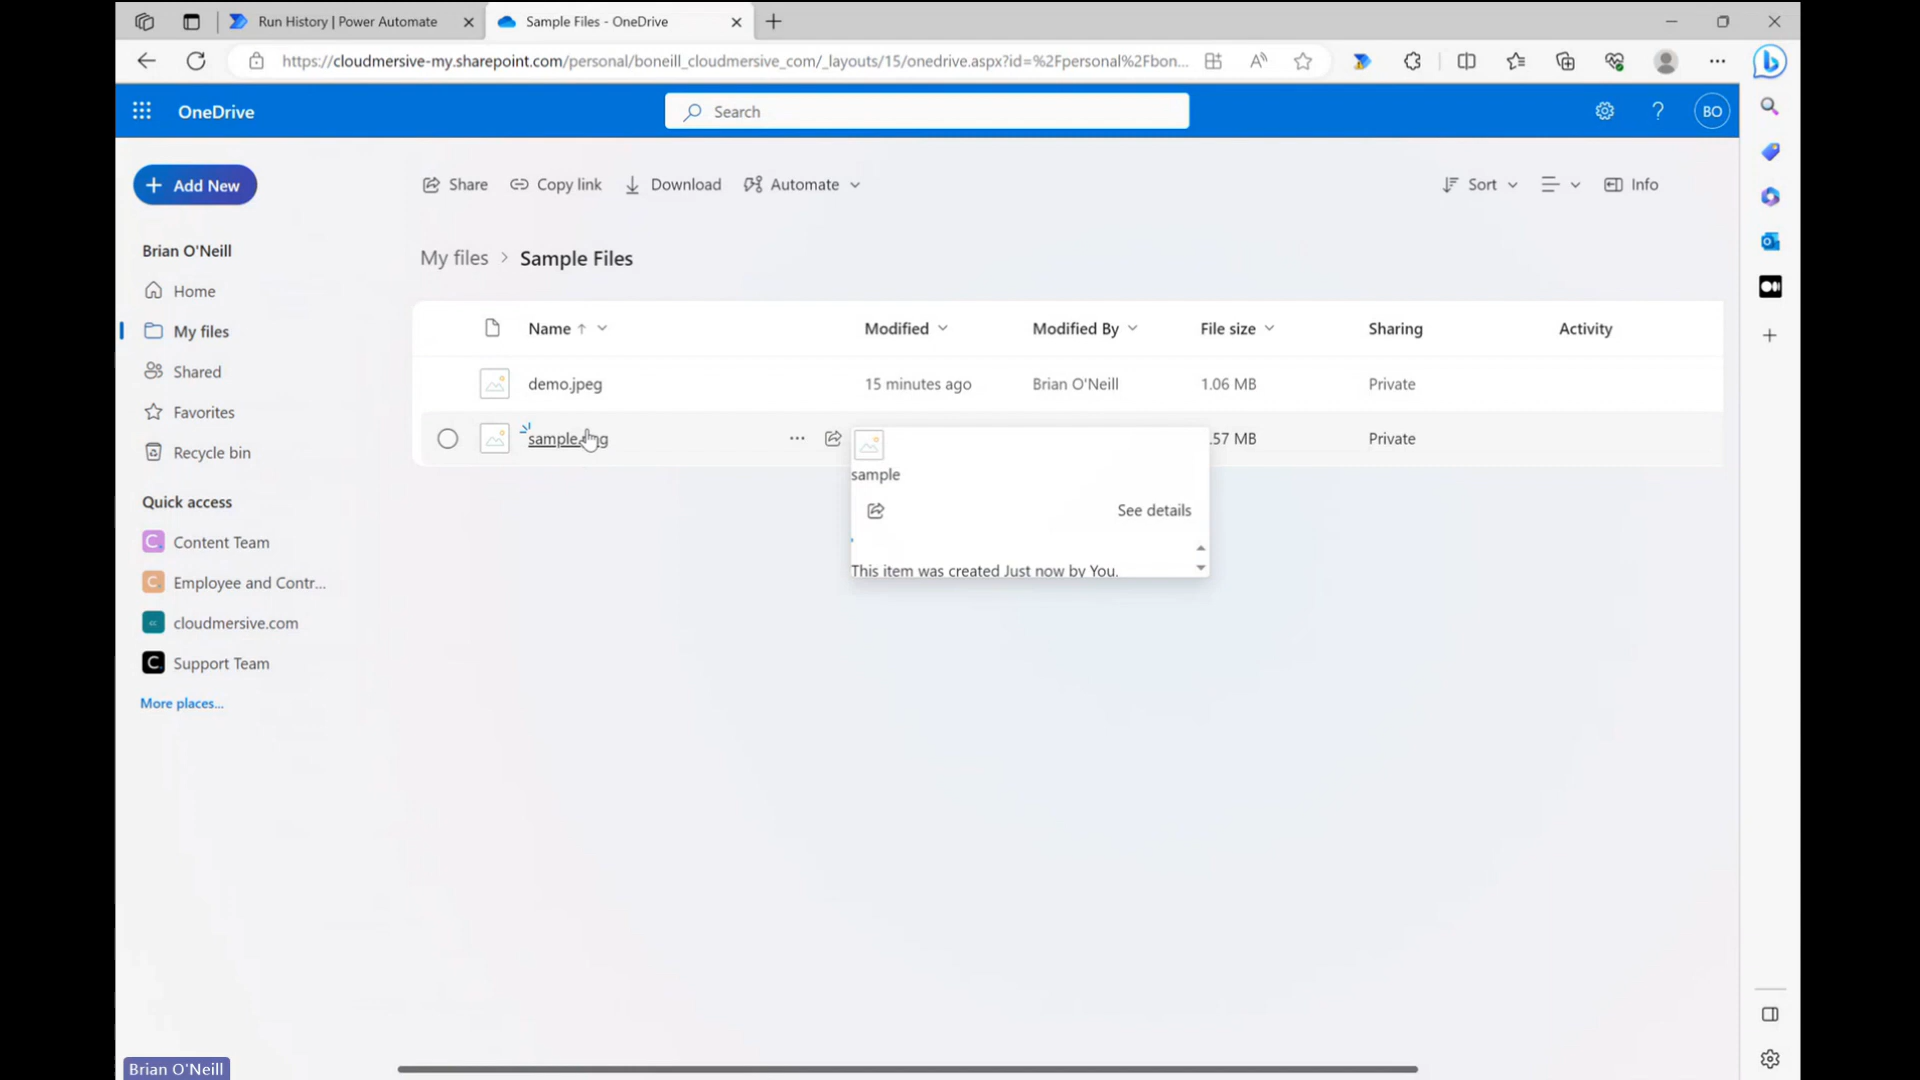 Run History | Power Automate
Sample Files - OneDrive
https://cloudmersive-my.sharepoint.com/personal/boneill_cloudmersive_com/_layouts/15/onedrive.aspx?id=%2Fpersonal%2Fbon...
OneDrive
Search
BO
Add New
Share
Copy link
Download
Automate
Sort
Info
Brian O'Neill
Home
My files
Shared
Favorites
Recycle bin
Quick access
C Content Team
C Employee and Contr...
cc cloudmersive.com
C Support Team
More places...
My files > Sample Files
Name Modified Modified By File size Sharing Activity
demo.jpeg 15 minutes ago Brian O'Neill 1.06 MB Private
.57 MB Private
sample
See details
This item was created Just now by You.
Brian O'Neill